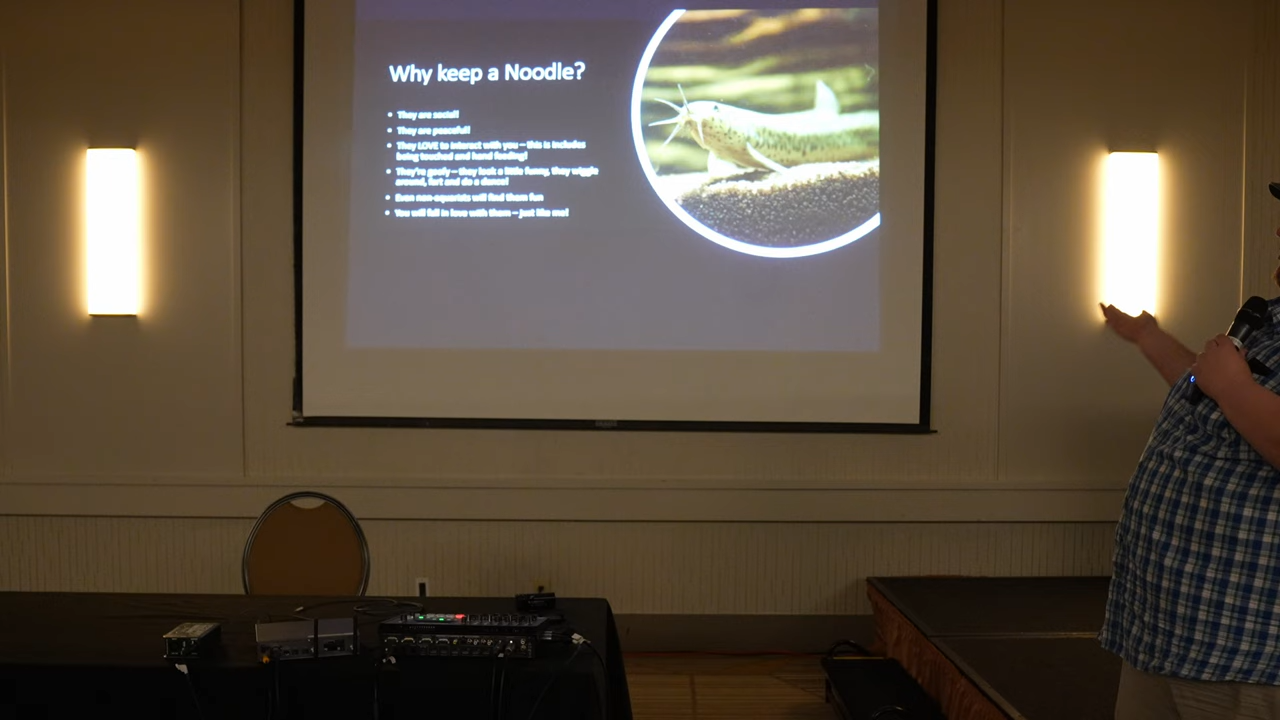 Why keep a Noodle?
• They are social!
• They are peaceful!
• They LOVE to interact with you – this is includes
being touched and hand feeding!
• They're goofy – they look a little funny, they wiggle
around, fart and do a dance!
• Even non-aquarists will find them fun
• You will fall in love with them – just like me!